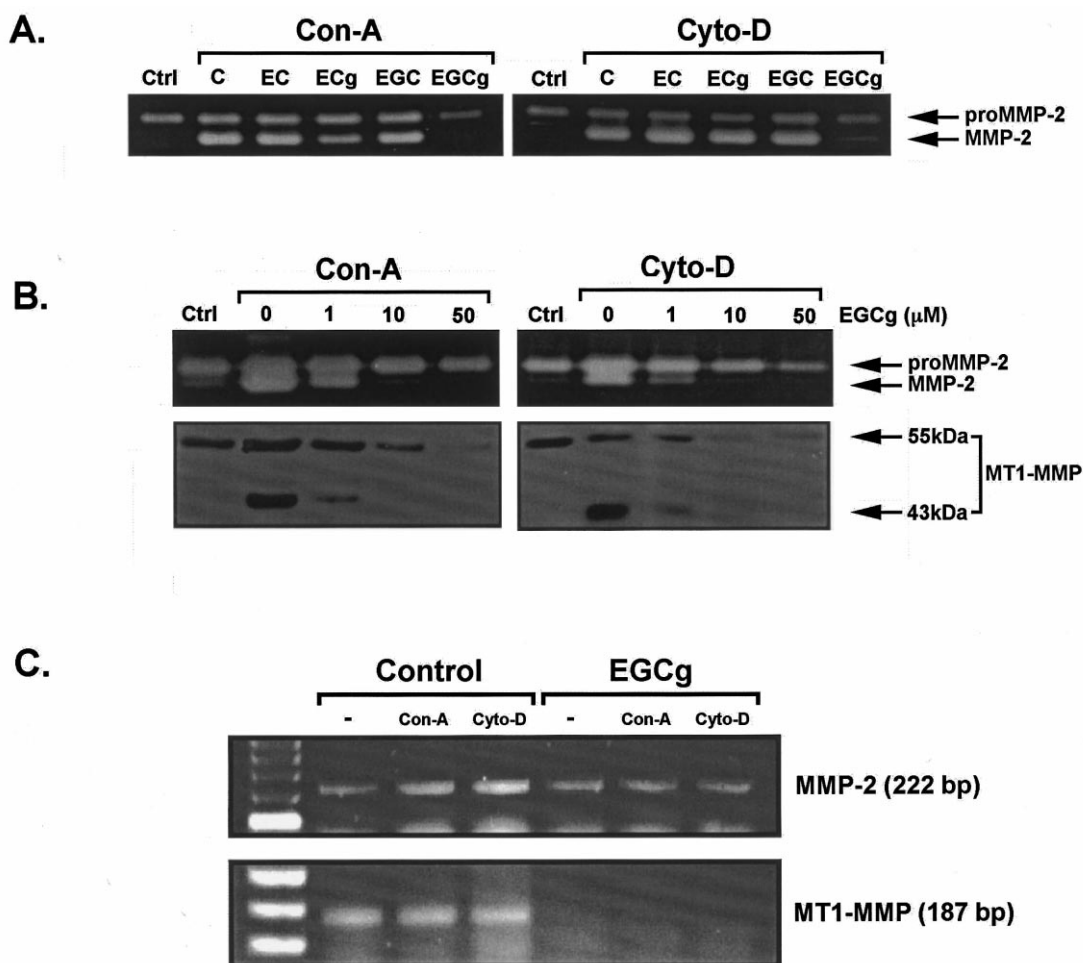 A.
Con-A
Cyto-D
Ctrl C EC ECg EGC EGCg
Ctrl C EC ECg EGC EGCg
proMMP-2
MMP-2
B.
Con-A
Cyto-D
Ctrl 0 1 10 50
Ctrl 0 1 10 50 EGCg (μM)
proMMP-2
MMP-2
55kDa
MT1-MMP
43kDa
C.
Control
EGCg
- Con-A Cyto-D - Con-A Cyto-D
MMP-2 (222 bp)
MT1-MMP (187 bp)